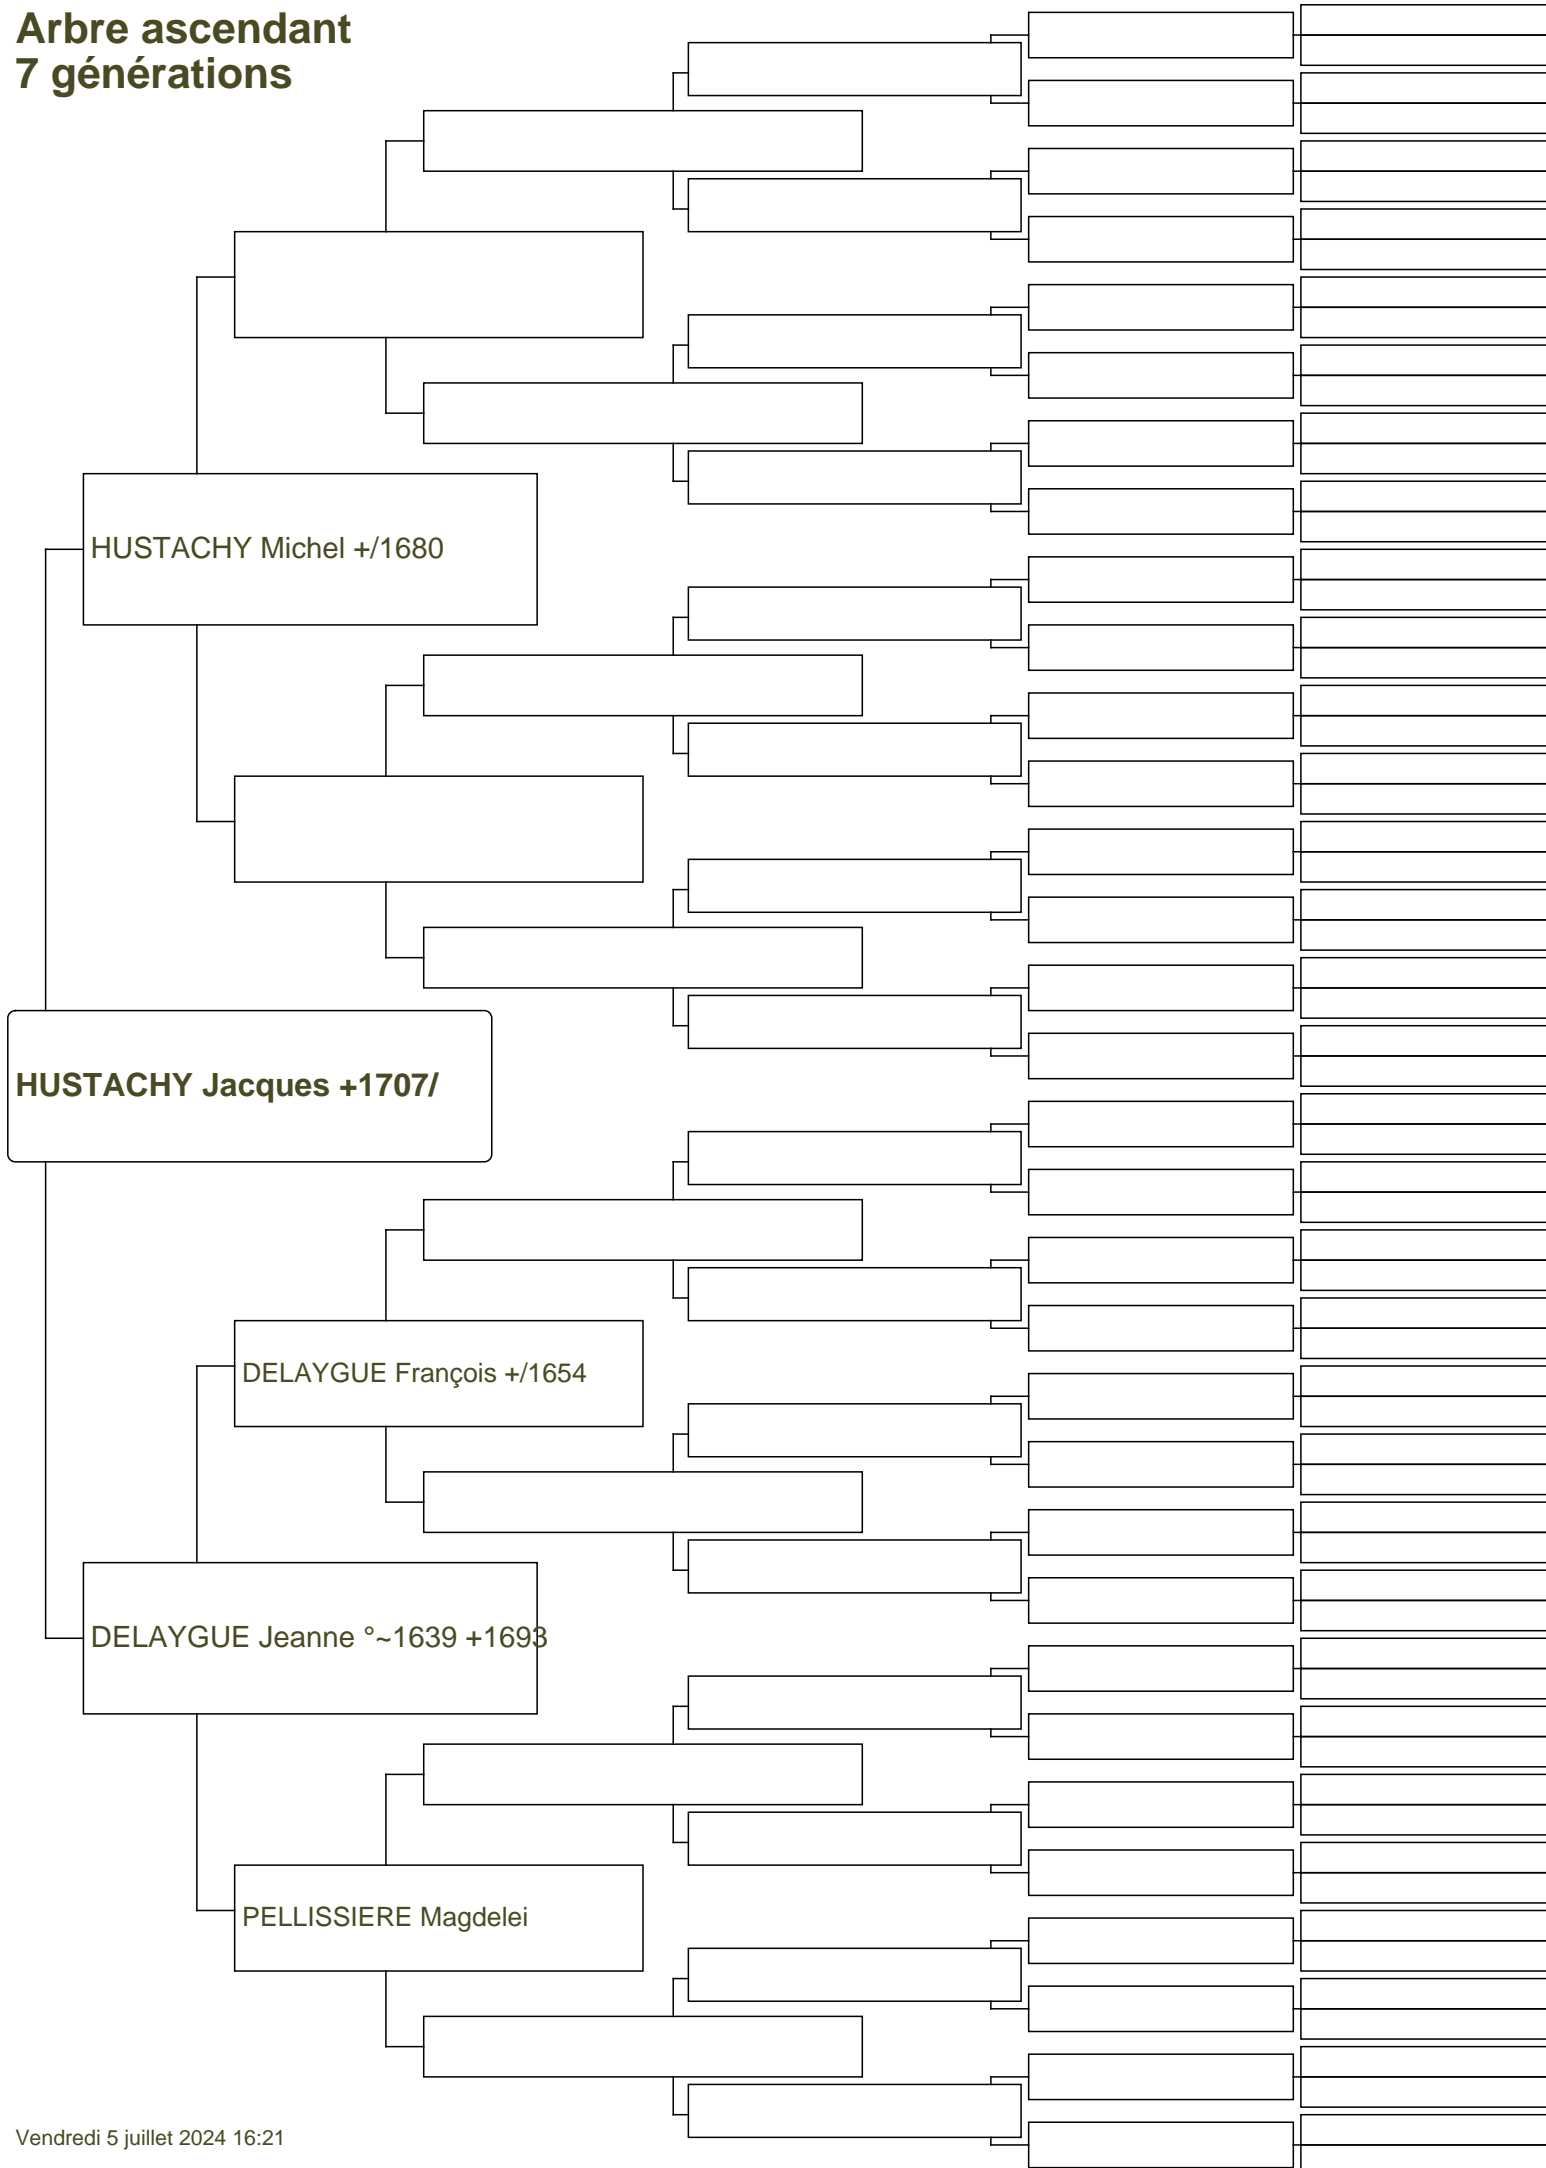 Arbre ascendant
7 générations
HUSTACHY Michel +/1680
HUSTACHY Jacques +1707/
DELAYGUE François +/1654
DELAYGUE Jeanne °~1639 +1693
PELLISSIERE Magdelei
Vendredi 5 juillet 2024 16:21